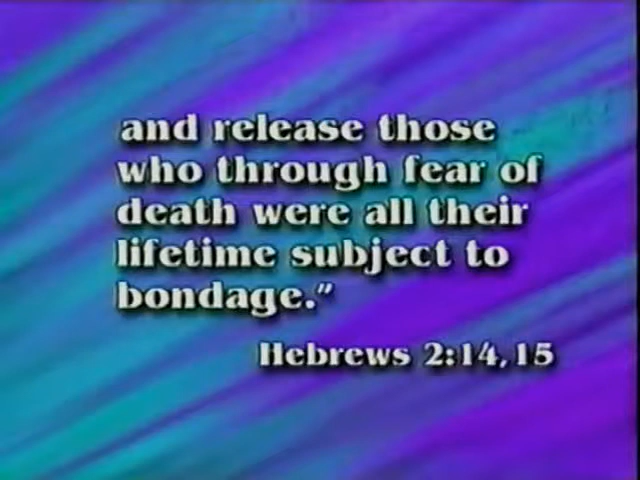 and release those
who through fear of
death were all their
lifetime subject to
bondage.”
Hebrews 2:14,15